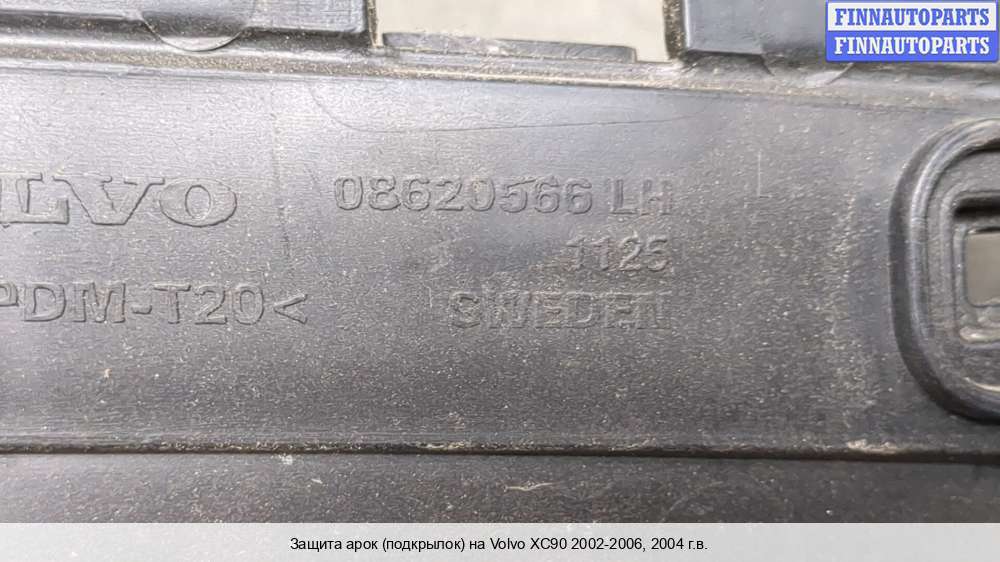 FINNAUTOPARTS
FINNAUTOPARTS
LVO
08620566 LH
1125
PDM-T20<
SWEDEN
Защита арок (подкрылок) на Volvo XC90 2002-2006, 2004 г.в.